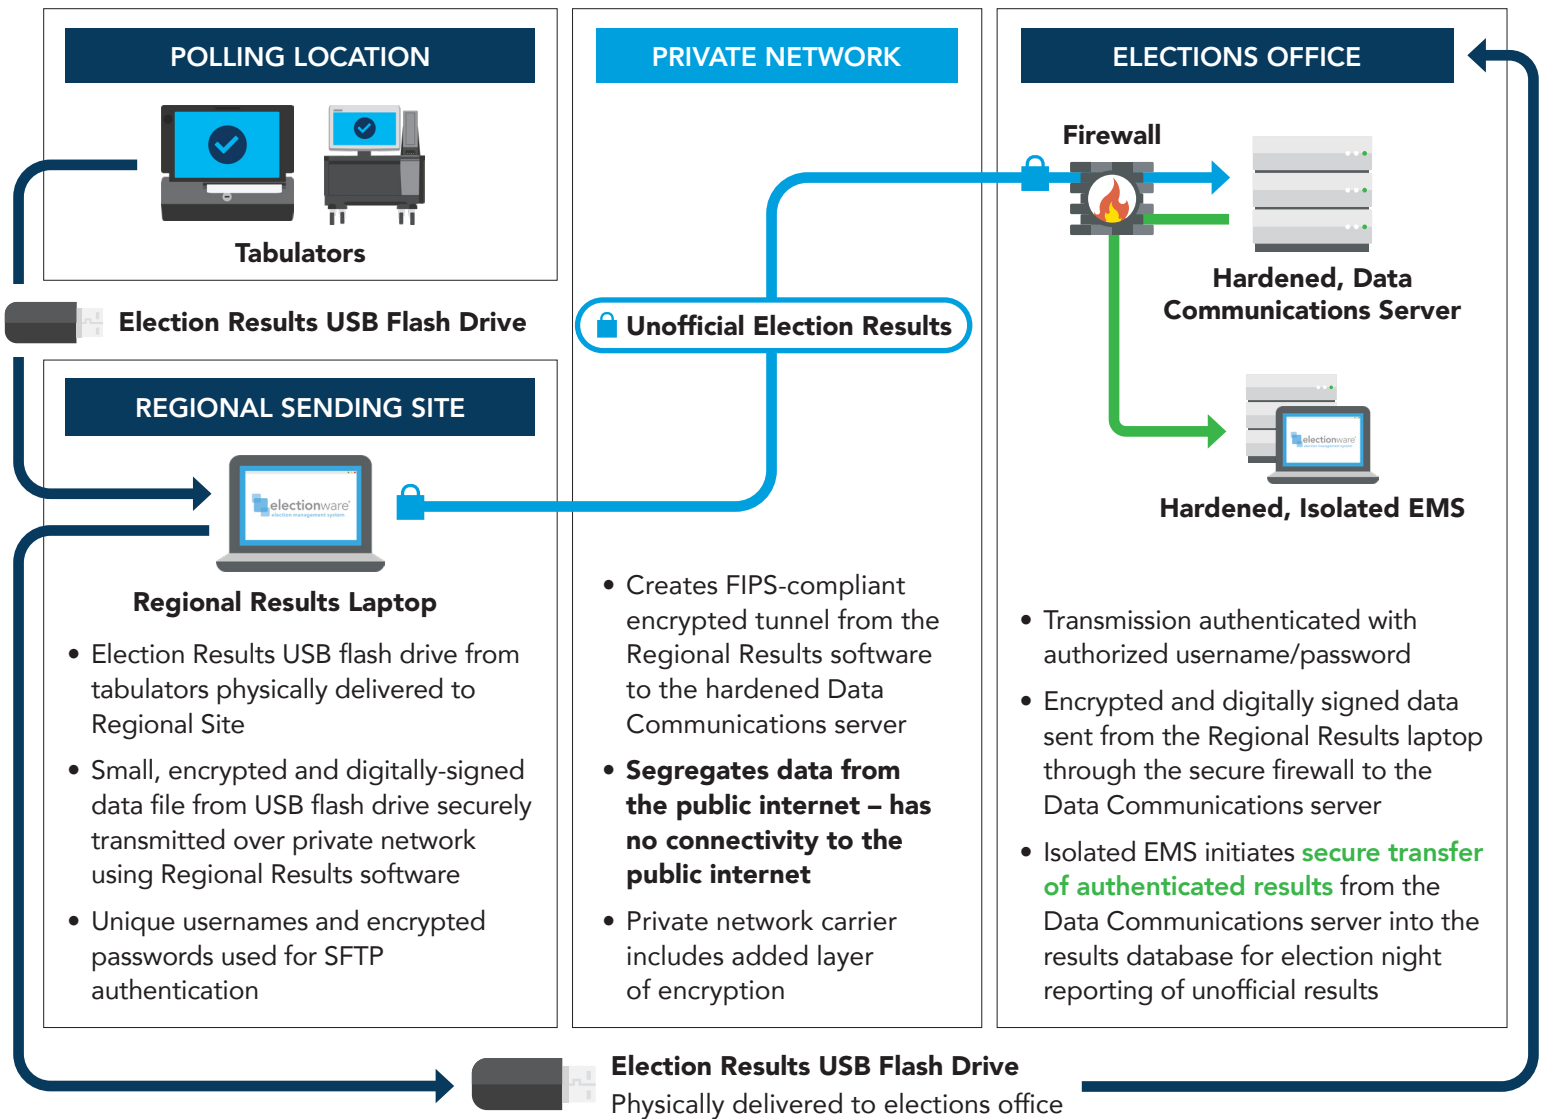 POLLING LOCATION
Tabulators
Election Results USB Flash Drive
REGIONAL SENDING SITE
electionware®
election management system
Regional Results Laptop
• Election Results USB flash drive from
tabulators physically delivered to
Regional Site
• Small, encrypted and digitally-signed
data file from USB flash drive securely
transmitted over private network
using Regional Results software
• Unique usernames and encrypted
passwords used for SFTP
authentication
PRIVATE NETWORK
Unofficial Election Results
• Creates FIPS-compliant
encrypted tunnel from the
Regional Results software
to the hardened Data
Communications server
• Segregates data from
the public internet – has
no connectivity to the
public internet
• Private network carrier
includes added layer
of encryption
ELECTIONS OFFICE
Firewall
Hardened, Data
Communications Server
electionware®
election management system
Hardened, Isolated EMS
• Transmission authenticated with
authorized username/password
• Encrypted and digitally signed data
sent from the Regional Results laptop
through the secure firewall to the
Data Communications server
• Isolated EMS initiates secure transfer
of authenticated results from the
Data Communications server into the
results database for election night
reporting of unofficial results
Election Results USB Flash Drive
Physically delivered to elections office